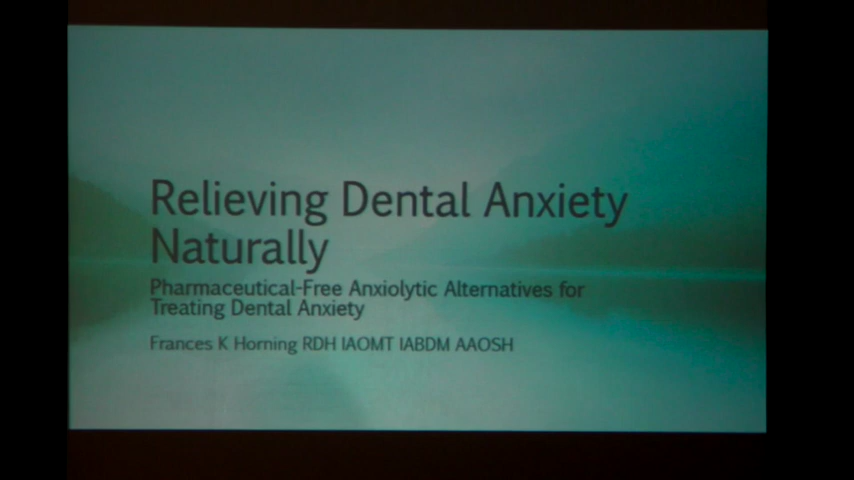 Relieving Dental Anxiety
Naturally
Pharmaceutical-Free Anxiolytic Alternatives for
Treating Dental Anxiety
Frances K Horning RDH IAOMT IABDM AAOSH